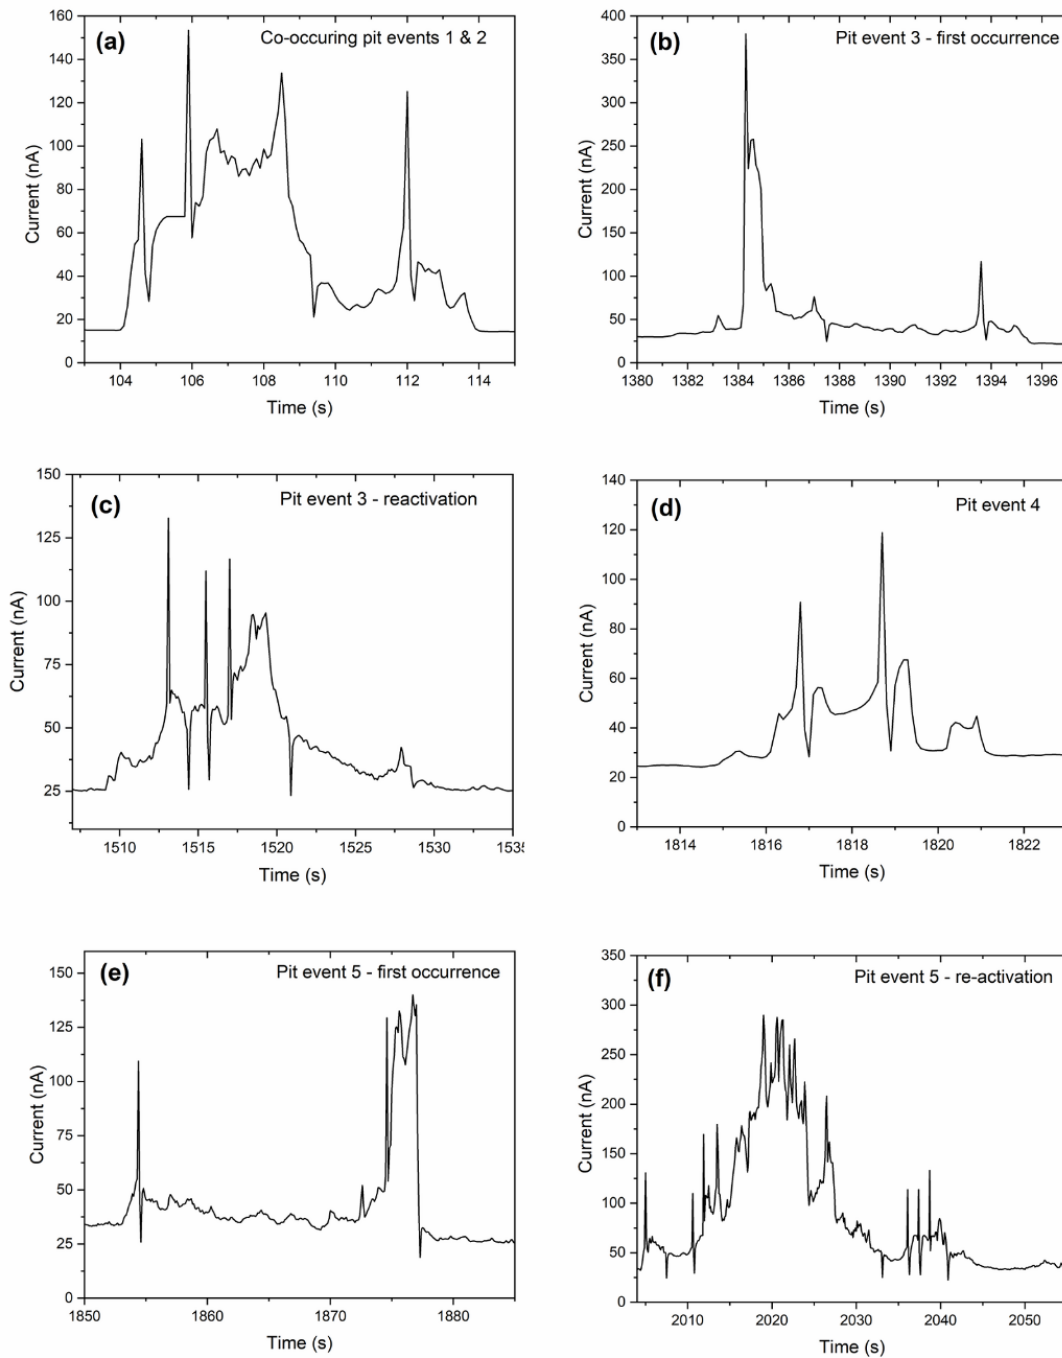 (a) Co-occuring pit events 1 & 2
160
140
120
100
80
60
40
20
0
Current (nA)
104 106 108 110 112 114
Time (s)
(b) Pit event 3 - first occurrence
400
350
300
250
200
150
100
50
0
Current (nA)
1380 1382 1384 1386 1388 1390 1392 1394 1396
Time (s)
(c) Pit event 3 - reactivation
150
125
100
75
50
25
Current (nA)
1510 1515 1520 1525 1530 1535
Time (s)
(d) Pit event 4
140
120
100
80
60
40
20
0
Current (nA)
1814 1816 1818 1820 1822
Time (s)
(e) Pit event 5 - first occurrence
150
125
100
75
50
25
0
Current (nA)
1850 1860 1870 1880
Time (s)
(f) Pit event 5 - re-activation
350
300
250
200
150
100
50
0
Current (nA)
2010 2020 2030 2040 2050
Time (s)